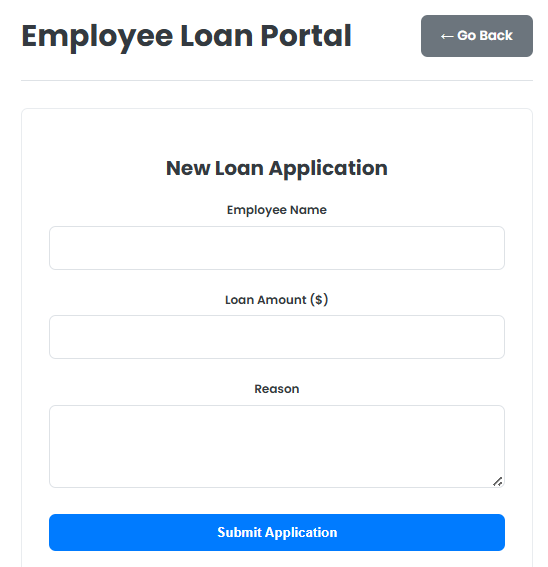 Employee Loan Portal
← Go Back
New Loan Application
Employee Name
Loan Amount ($)
Reason
Submit Application